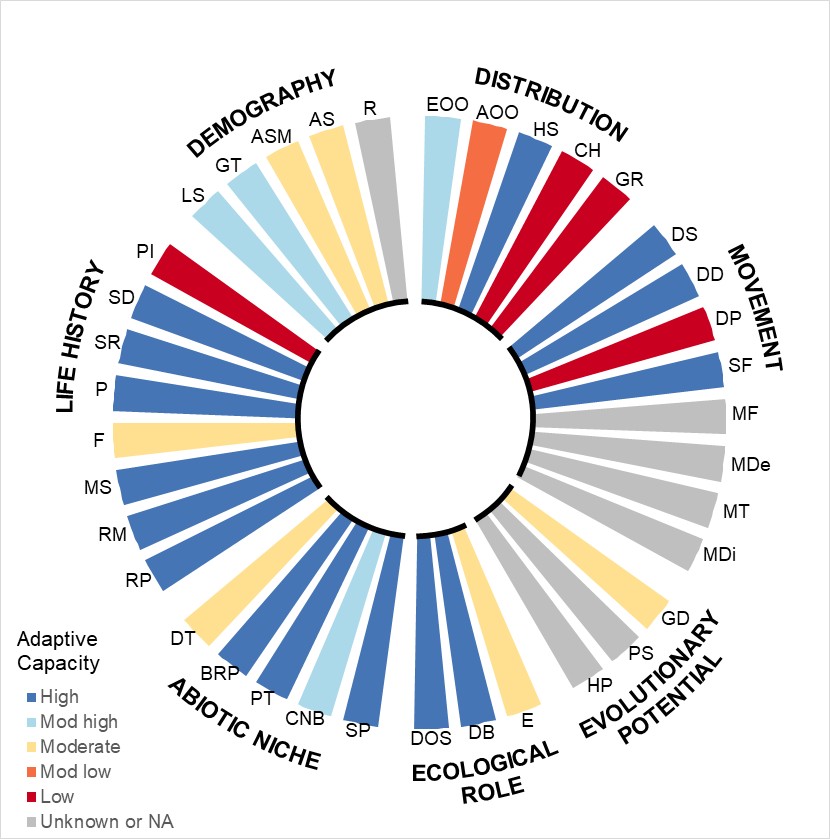 DISTRIBUTION
EOO
AOO
HS
CH
GR
MOVEMENT
DS
DD
DP
SF
MF
MDe
MT
MDi
EVOLUTIONARY
POTENTIAL
GD
PS
HP
ECOLOGICAL
ROLE
E
DB
DOS
ABIOTIC NICHE
SP
CNB
PT
BRP
DT
LIFE HISTORY
RP
RM
MS
F
P
SR
SD
PI
DEMOGRAPHY
LS
GT
ASM
AS
R
Adaptive
Capacity
High
Mod high
Moderate
Mod low
Low
Unknown or NA